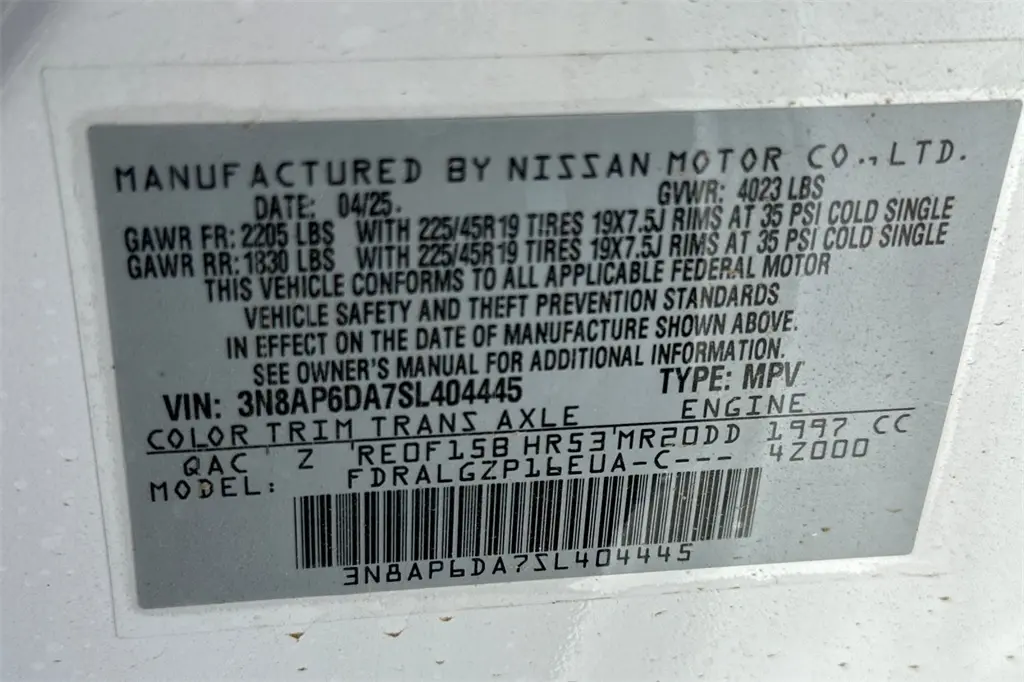 MANUFACTURED BY NISSAN MOTOR CO., LTD.
DATE: 04/25. GVWR: 4023 LBS
GAWR FR: 2205 LBS WITH 225/45R19 TIRES 19X7.5J RIMS AT 35 PSI COLD SINGLE
GAWR RR: 1830 LBS WITH 225/45R19 TIRES 19X7.5J RIMS AT 35 PSI COLD SINGLE
THIS VEHICLE CONFORMS TO ALL APPLICABLE FEDERAL MOTOR
VEHICLE SAFETY AND THEFT PREVENTION STANDARDS
IN EFFECT ON THE DATE OF MANUFACTURE SHOWN ABOVE.
SEE OWNER'S MANUAL FOR ADDITIONAL INFORMATION.
VIN: 3N8AP6DA7SL404445 TYPE: MPV
COLOR TRIM TRANS AXLE ENGINE
QAC Z RE0F15B HR53 MR20DD 1997 CC
MODEL: FDRALGZP16EUA-C--- 4Z000
3N8AP6DA7SL404445